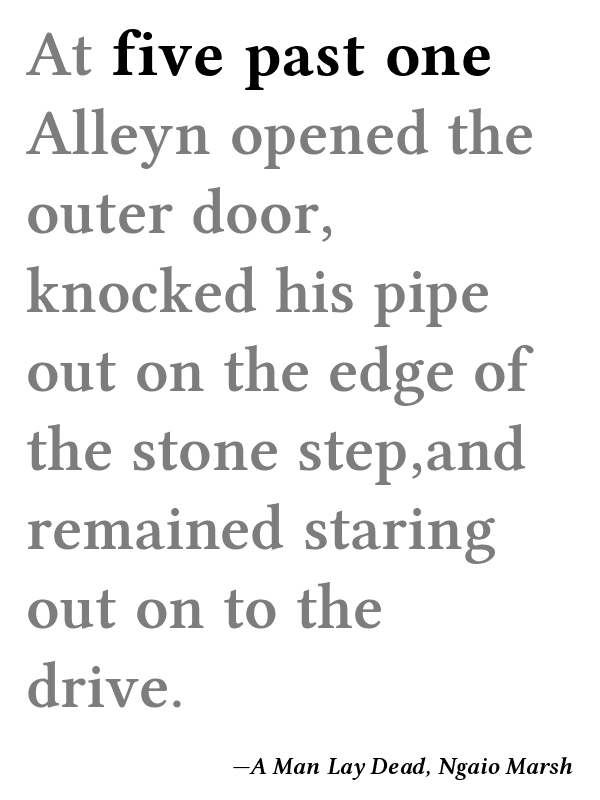 At five past one
Alleyn opened the
outer door,
knocked his pipe
out on the edge of
the stone step,and
remained staring
out on to the
drive.
—A Man Lay Dead, Ngaio Marsh